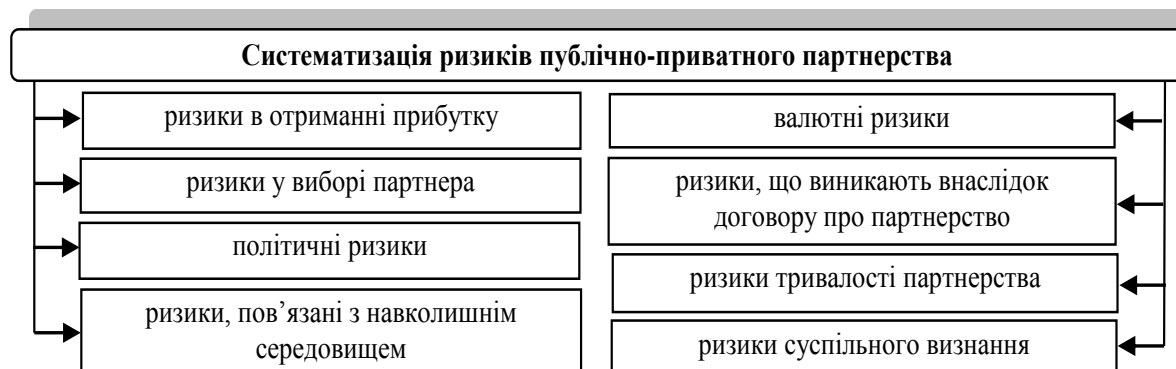 Систематизація ризиків публічно-приватного партнерства
ризики в отриманні прибутку
ризики у виборі партнера
політичні ризики
ризики, пов’язані з навколишнім
середовищем
валютні ризики
ризики, що виникають внаслідок
договору про партнерство
ризики тривалості партнерства
ризики суспільного визнання